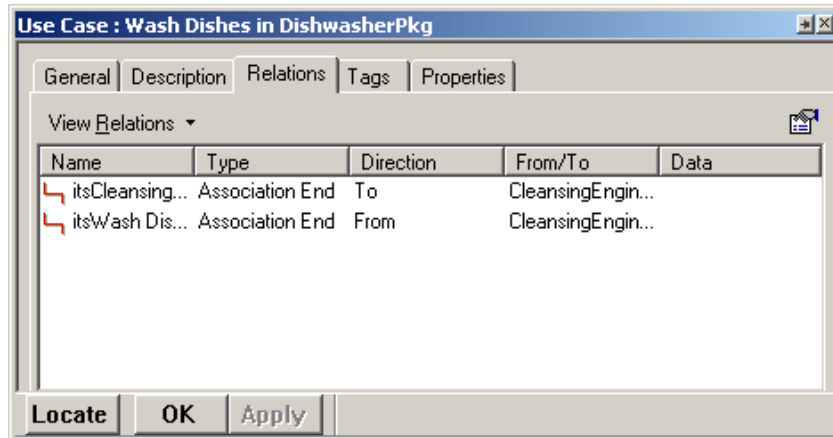 Use Case : Wash Dishes in DishwasherPkg
General Description Relations Tags Properties
View Relations
Name Type Direction From/To Data
itsCleansing... Association End To CleansingEngin...
itsWash Dis... Association End From CleansingEngin...
Locate OK Apply